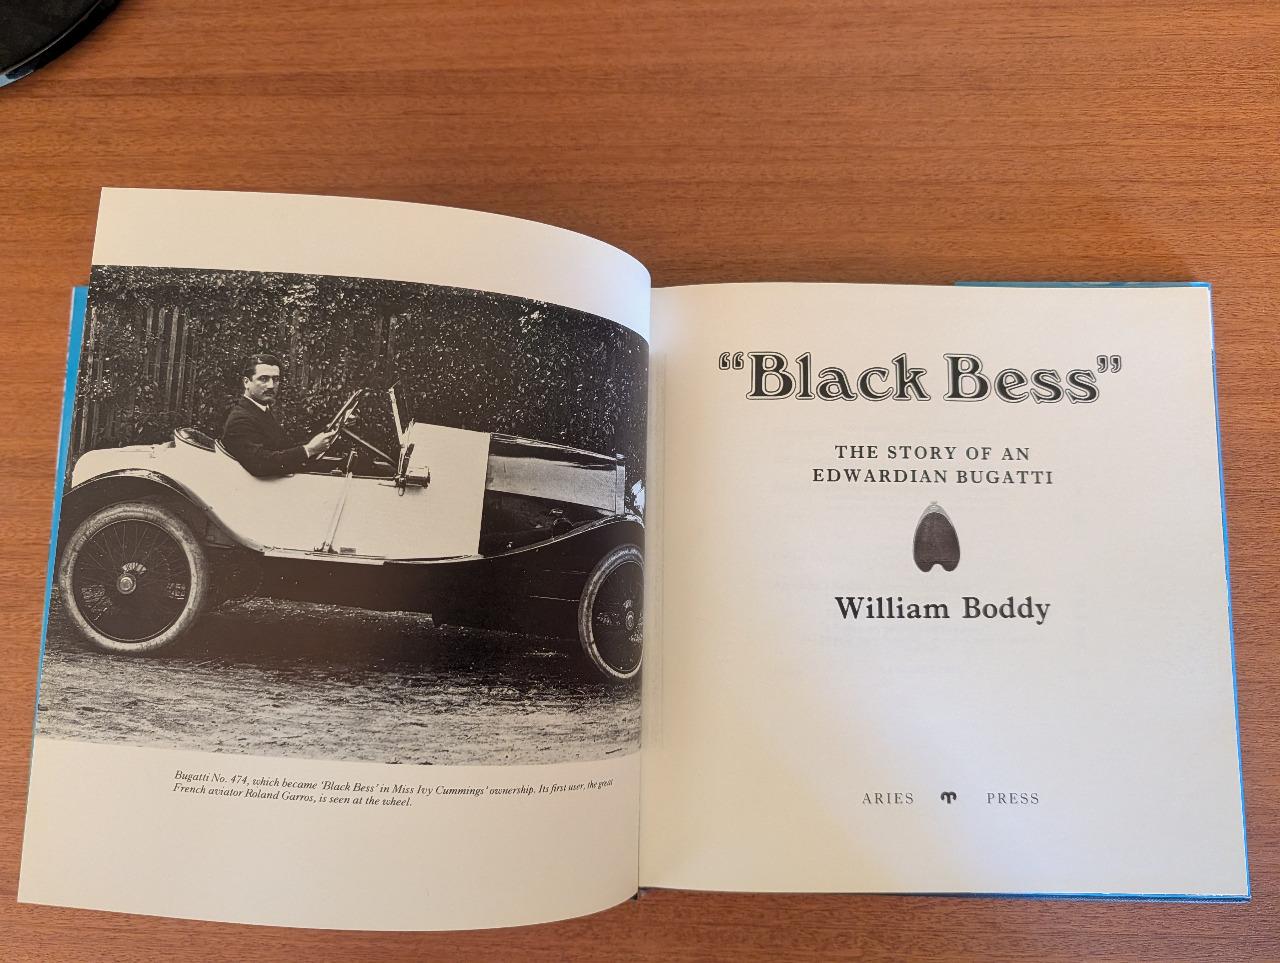 Bugatti No. 474, which became 'Black Bess' in Miss Ivy Cummings' ownership. Its first user, the great
French aviator Roland Garros, is seen at the wheel.
“Black Bess”
THE STORY OF AN
EDWARDIAN BUGATTI
William Boddy
ARIES PRESS